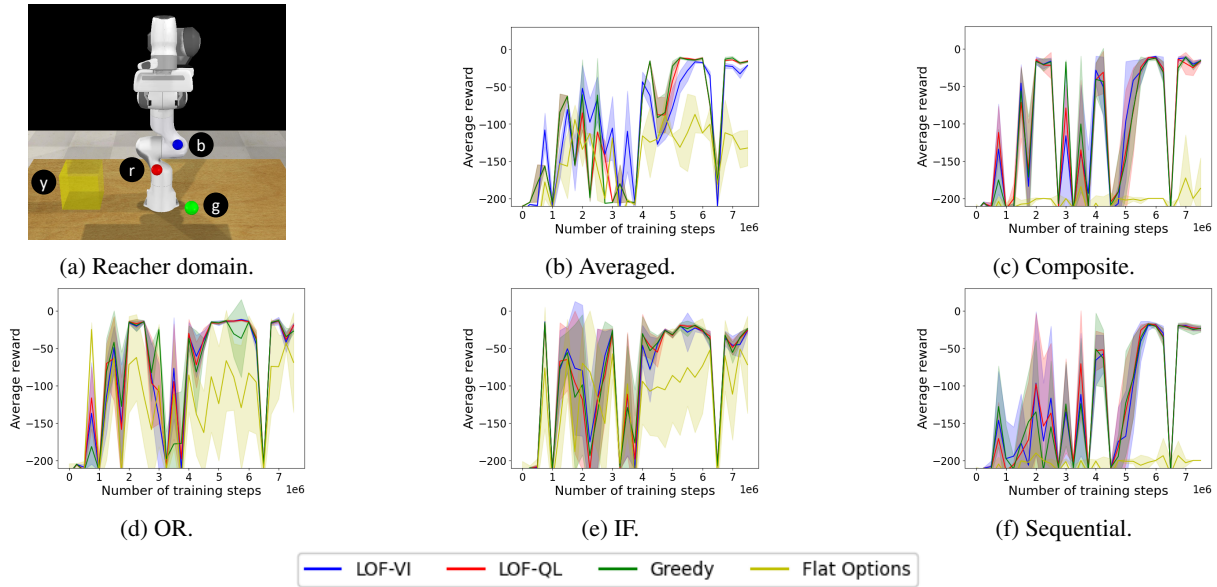 b
r
y
g
(a) Reacher domain.
Average reward
0
−50
−100
−150
−200
0 1 2 3 4 5 6 7
1e6
Number of training steps
(b) Averaged.
Average reward
0
−50
−100
−150
−200
0 1 2 3 4 5 6 7
1e6
Number of training steps
(c) Composite.
Average reward
0
−50
−100
−150
−200
0 1 2 3 4 5 6 7
1e6
Number of training steps
(d) OR.
Average reward
0
−50
−100
−150
−200
0 1 2 3 4 5 6 7
1e6
Number of training steps
(e) IF.
Average reward
0
−50
−100
−150
−200
0 1 2 3 4 5 6 7
1e6
Number of training steps
(f) Sequential.
LOF-VI LOF-QL Greedy Flat Options